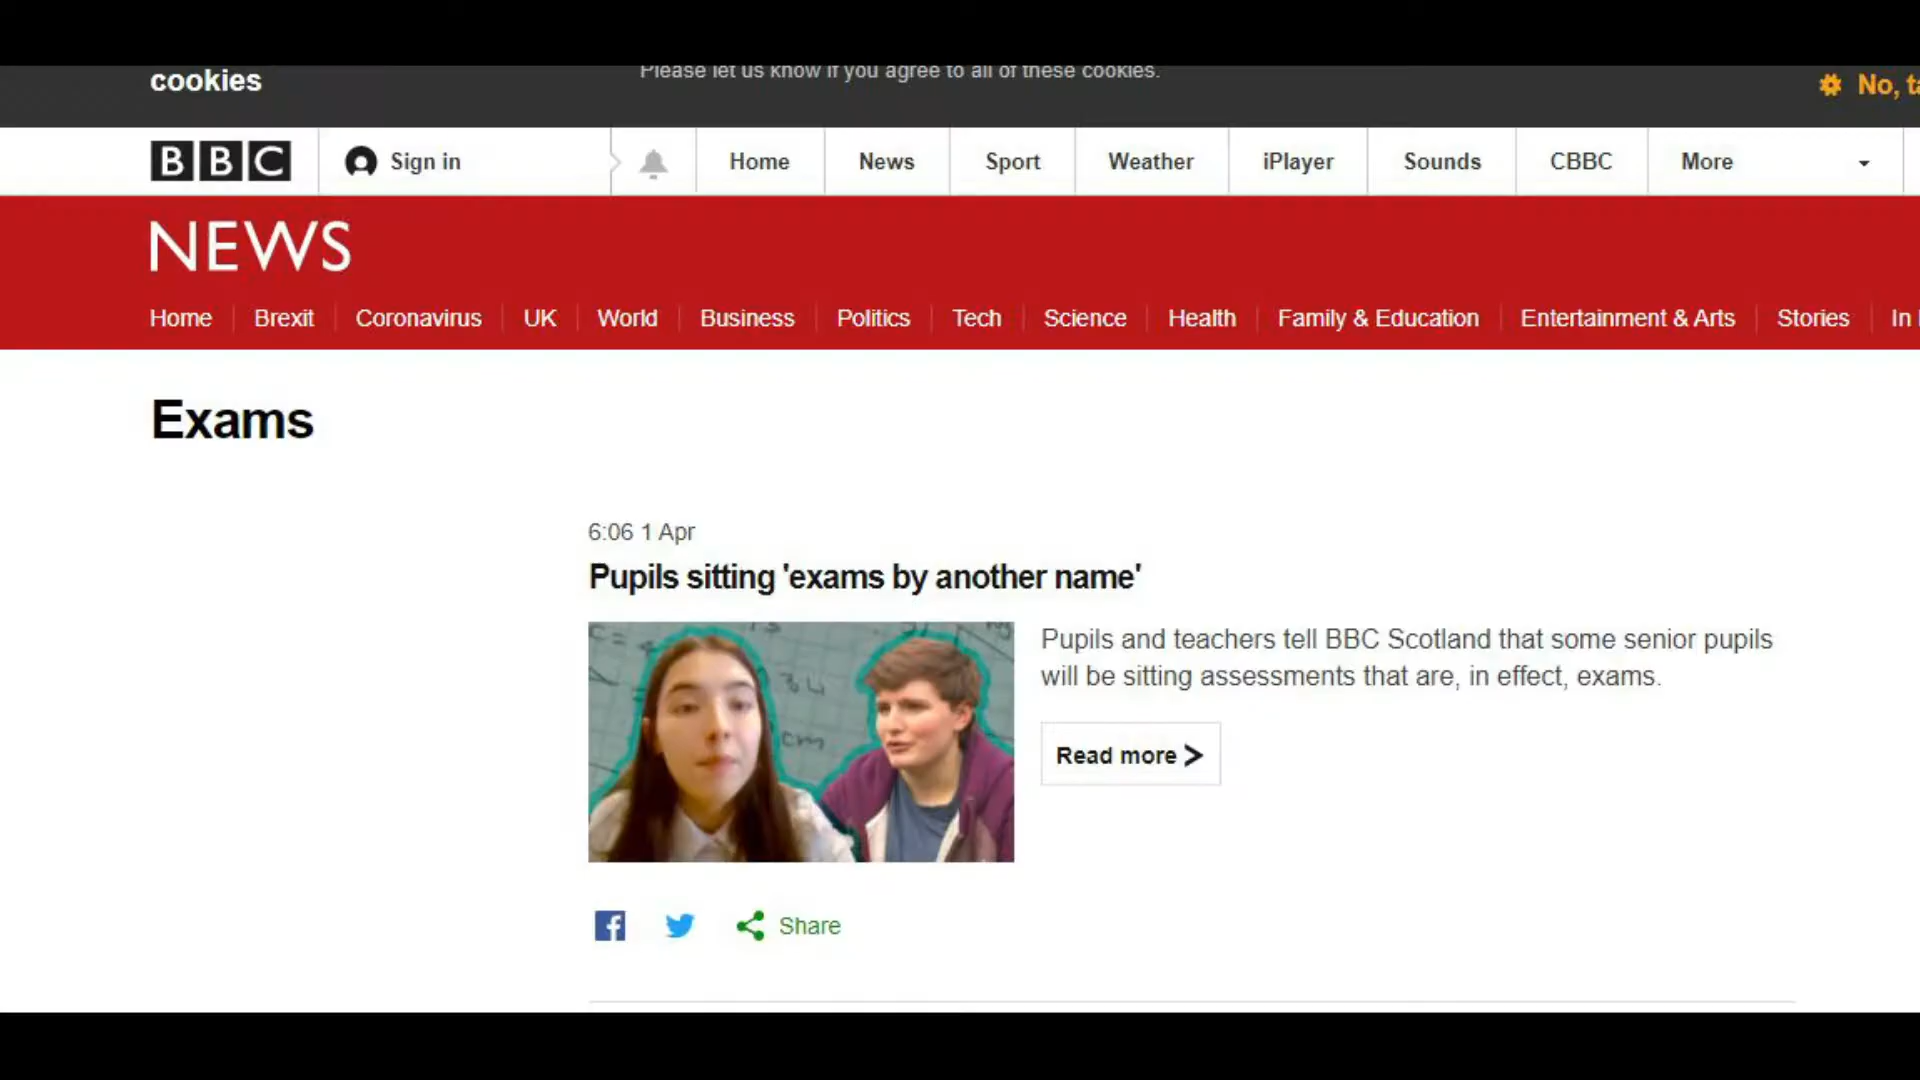 cookies
Please let us know if you agree to all of these cookies.
No,
BBC
Sign in
Home
News
Sport
Weather
iPlayer
Sounds
CBBC
More
NEWS
Home
Brexit
Coronavirus
UK
World
Business
Politics
Tech
Science
Health
Family & Education
Entertainment & Arts
Stories
In
Exams
6:06 1 Apr
Pupils sitting 'exams by another name'
Pupils and teachers tell BBC Scotland that some senior pupils
will be sitting assessments that are, in effect, exams.
Read more
Share